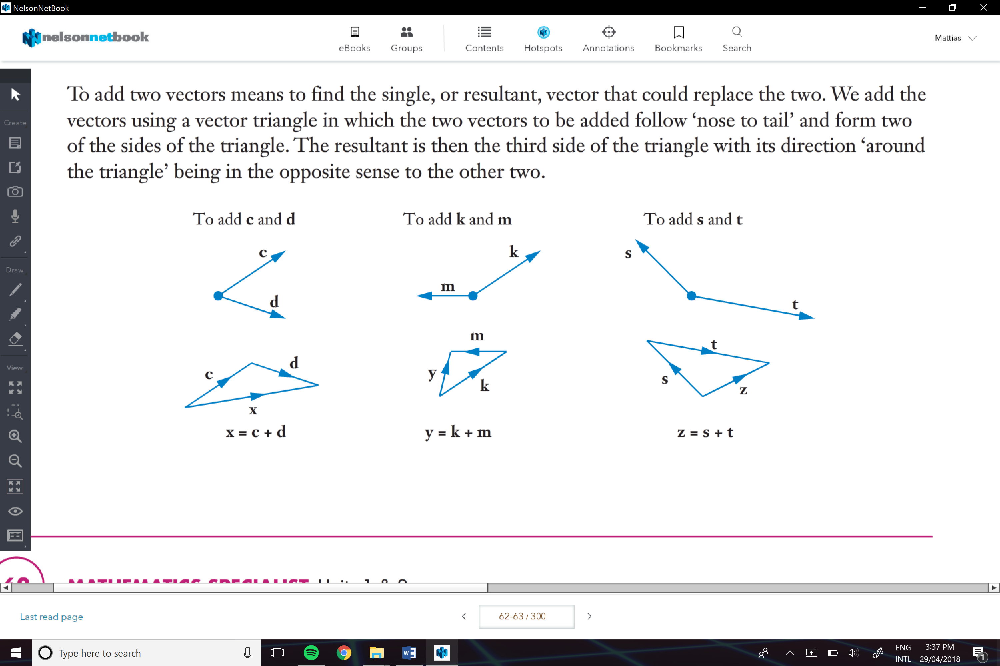 NelsonNetBook
nelsonnetbook
eBooks
Groups
Contents
Hotspots
Annotations
Bookmarks
Search
Mattias
Create
Draw
View
To add two vectors means to find the single, or resultant, vector that could replace the two. We add the
vectors using a vector triangle in which the two vectors to be added follow ‘nose to tail’ and form two
of the sides of the triangle. The resultant is then the third side of the triangle with its direction ‘around
the triangle’ being in the opposite sense to the other two.
To add c and d
To add k and m
To add s and t
c
d
k
m
s
t
c
d
x
m
y
k
t
s
z
x = c + d
y = k + m
z = s + t
MATHEMATICS SPECIALIST
Last read page
62-63 / 300
Type here to search
W
ENG
INTL
3:37 PM
29/04/2018
1